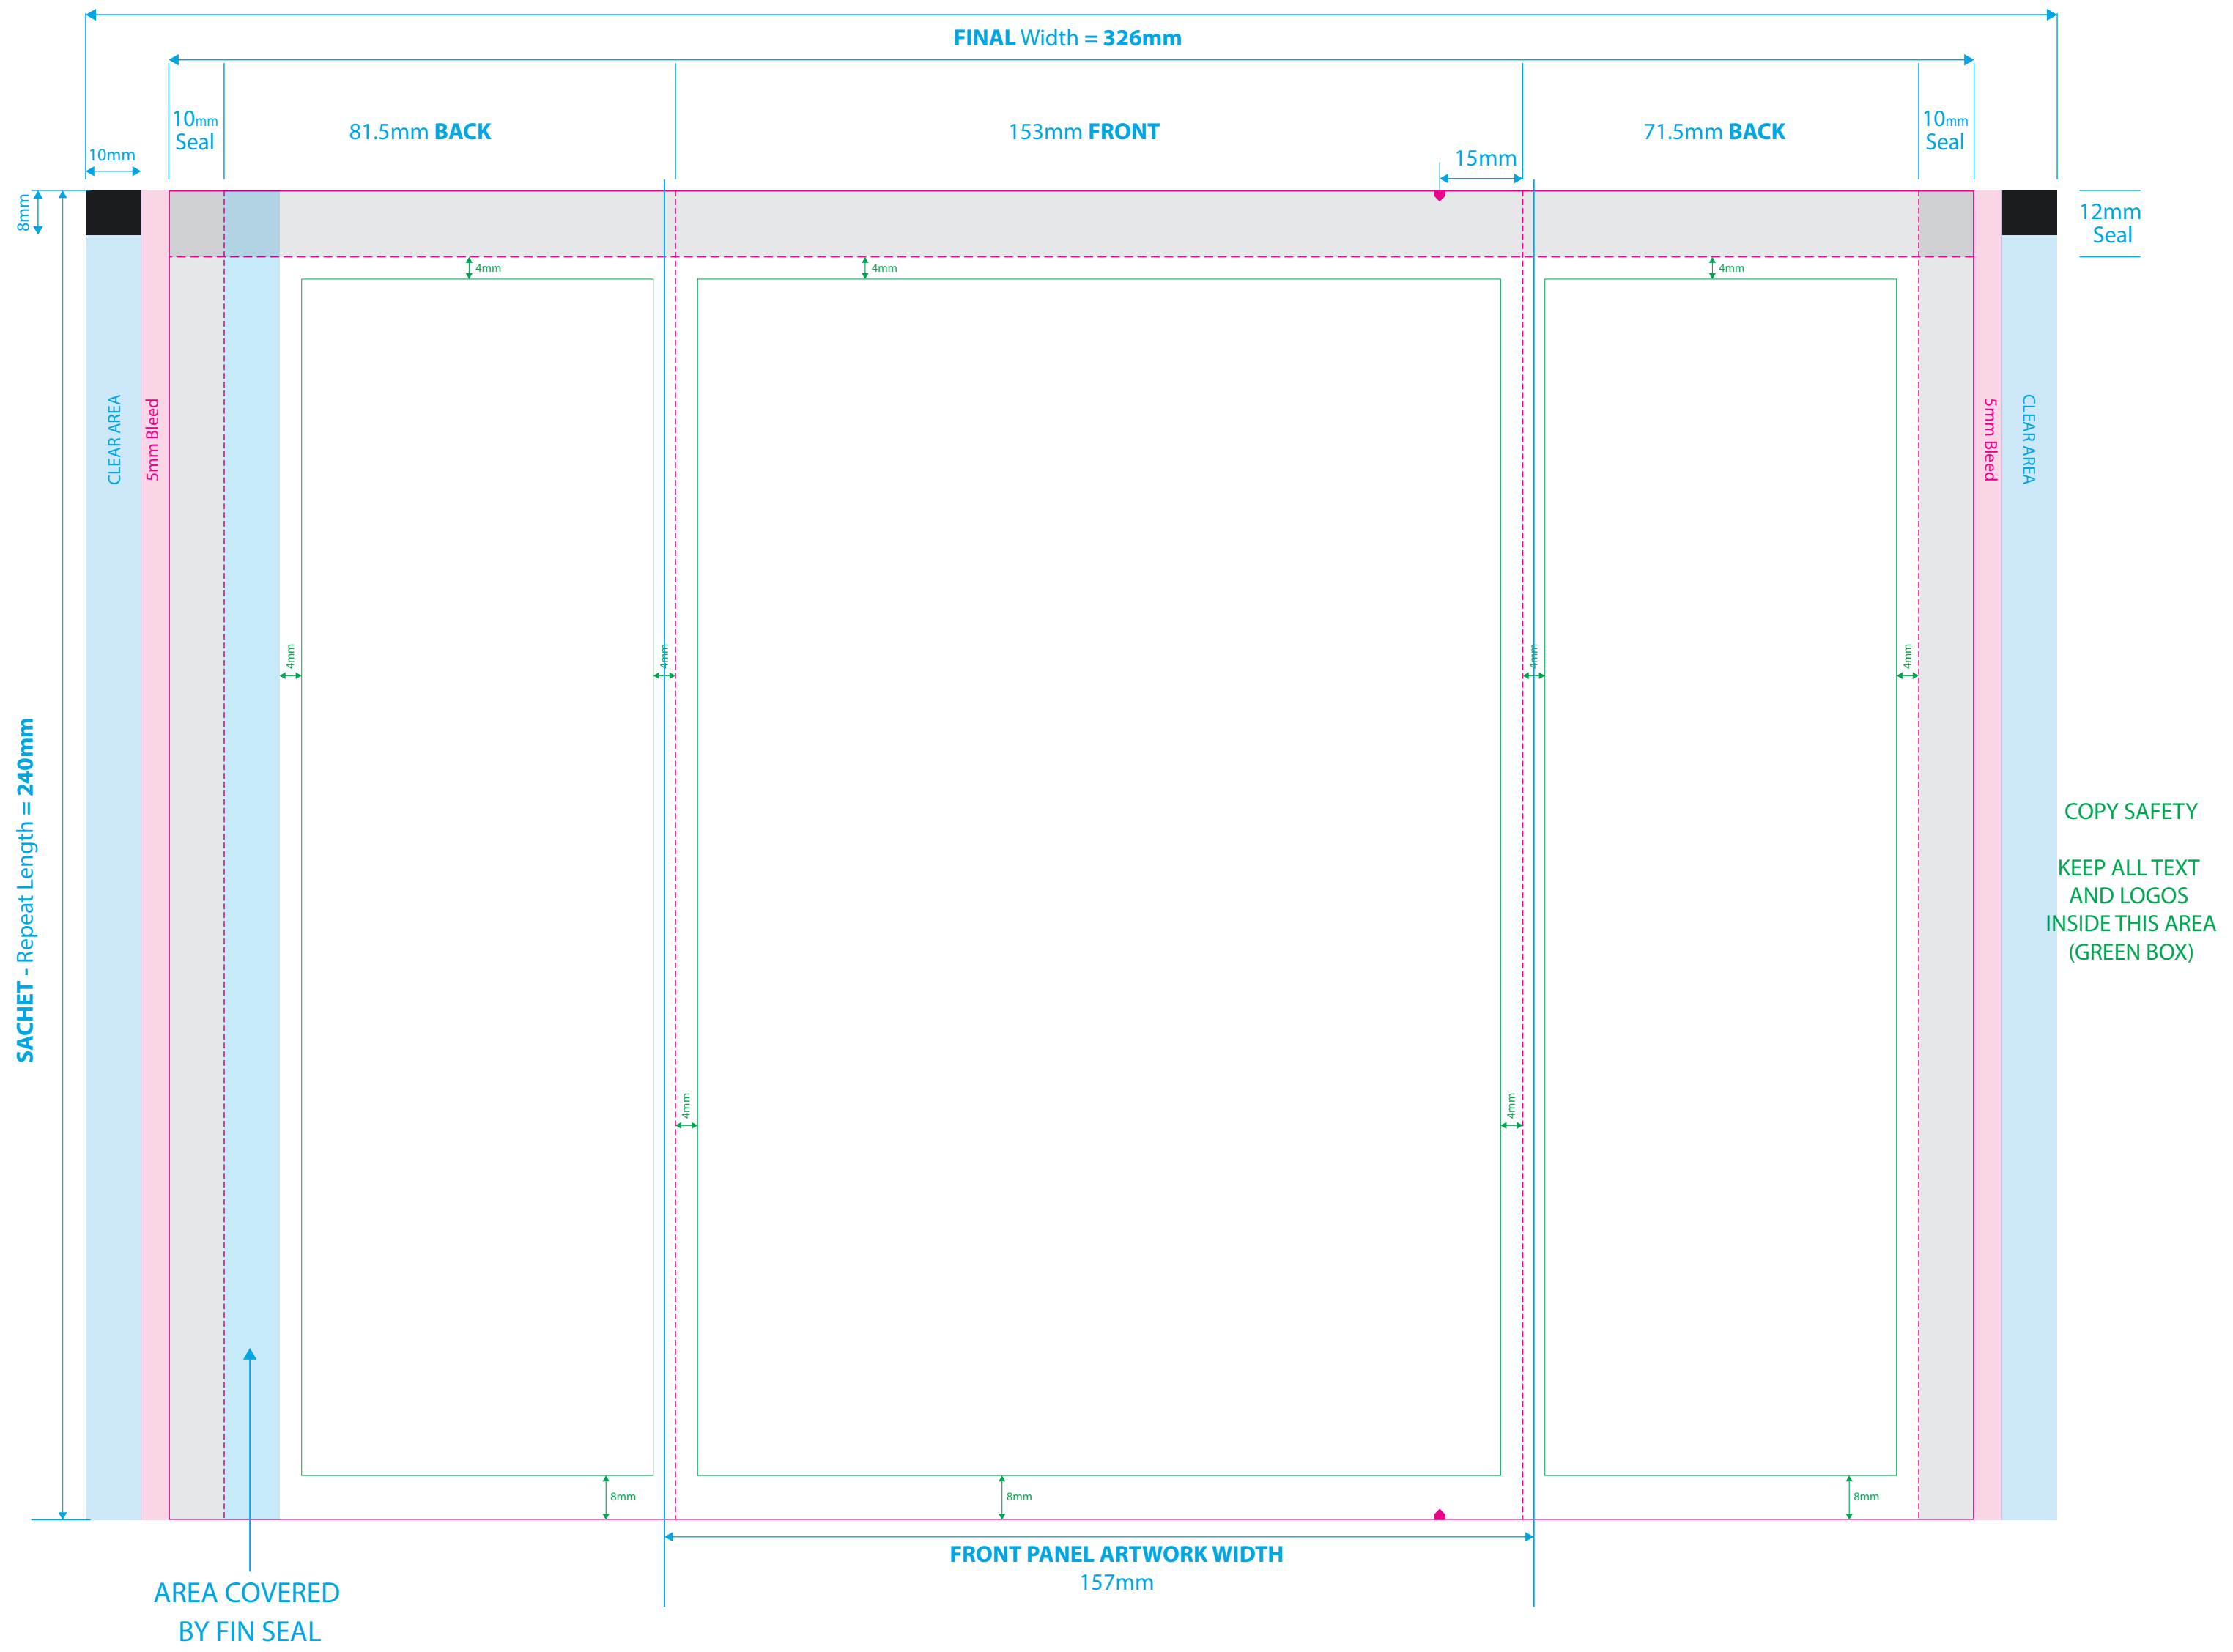 FINAL Width = 326mm
10mm
Seal
81.5mm BACK
153mm FRONT
71.5mm BACK
10mm
Seal
10mm
15mm
8mm
12mm
Seal
4mm
4mm
4mm
CLEAR AREA
5mm Bleed
5mm Bleed
CLEAR AREA
4mm
4mm
4mm
4mm
SACHET - Repeat Length = 240mm
COPY SAFETY
KEEP ALL TEXT
AND LOGOS
INSIDE THIS AREA
(GREEN BOX)
4mm
4mm
8mm
8mm
8mm
FRONT PANEL ARTWORK WIDTH
157mm
AREA COVERED
BY FIN SEAL